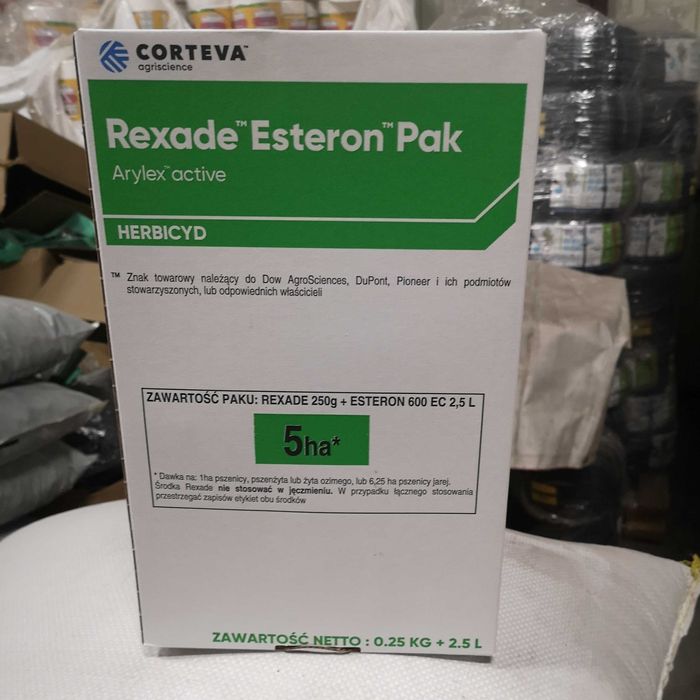 CORTEVA™
agriscience
Rexade™ Esteron™ Pak
Arylex™ active
HERBICYD
™ Znak towarowy należący do Dow AgroSciences, DuPont, Pioneer i ich podmiotów
stowarzyszonych, lub odpowiednich właścicieli
ZAWARTOŚĆ PAKU: REXADE 250g + ESTERON 600 EC 2,5 L
5ha*
* Dawka na: 1ha pszenicy, pszenżyta lub żyta ozimego, lub 6,25 ha pszenicy jarej.
Środka Rexade nie stosować w jęczmieniu. W przypadku łącznego stosowania
przestrzegać zapisów etykiet obu środków
ZAWARTOŚĆ NETTO : 0.25 KG + 2.5 L